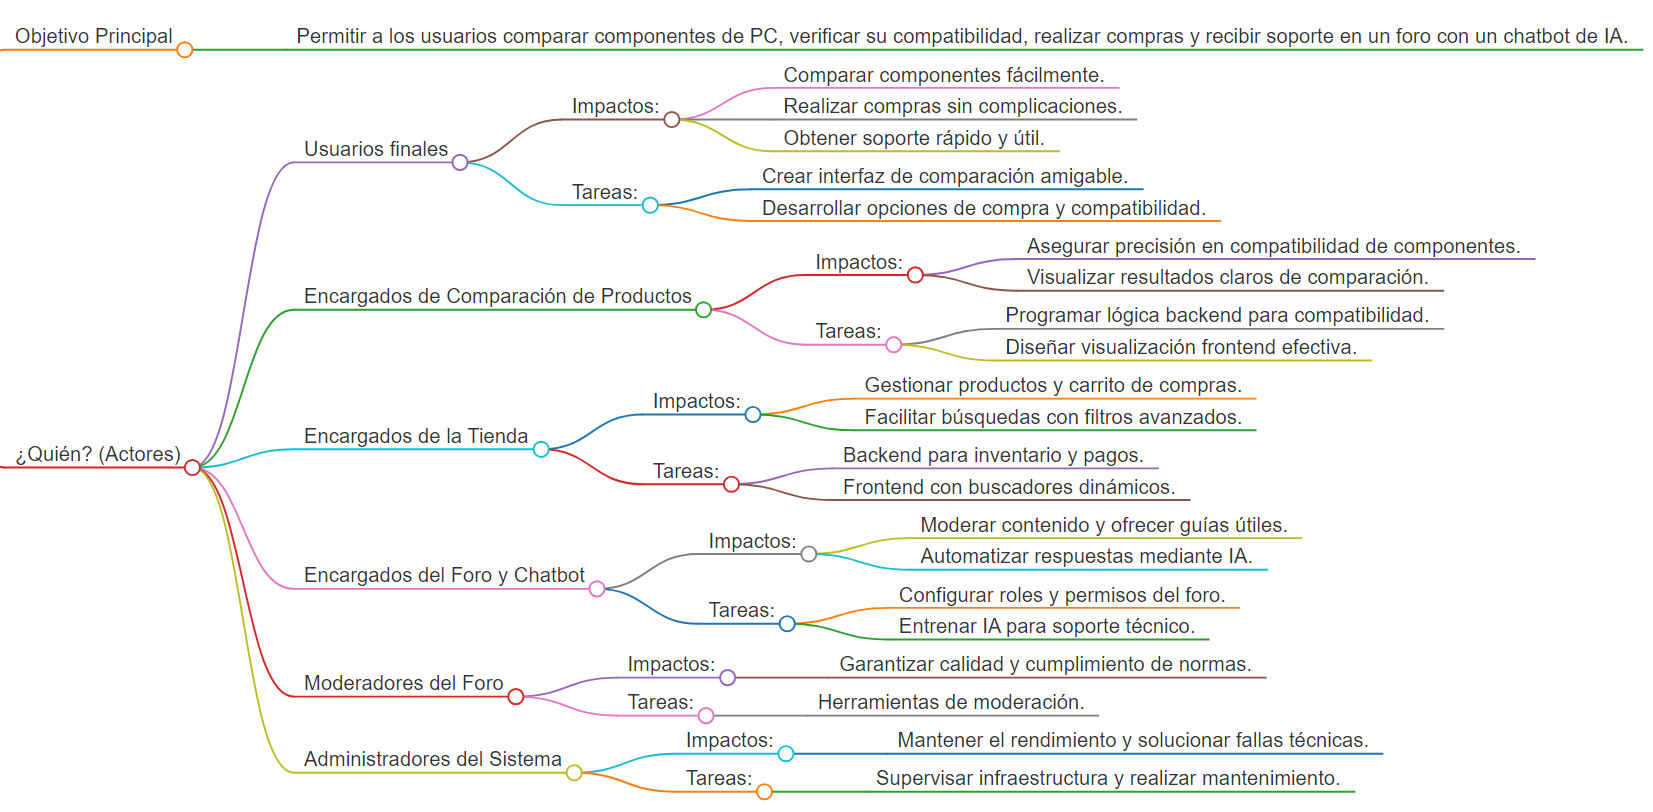 Objetivo Principal
Permitir a los usuarios comparar componentes de PC, verificar su compatibilidad, realizar compras y recibir soporte en un foro con un chatbot de IA.
¿Quién? (Actores)
Usuarios finales
Impactos:
Comparar componentes fácilmente.
Realizar compras sin complicaciones.
Obtener soporte rápido y útil.
Tareas:
Crear interfaz de comparación amigable.
Desarrollar opciones de compra y compatibilidad.
Encargados de Comparación de Productos
Impactos:
Asegurar precisión en compatibilidad de componentes.
Visualizar resultados claros de comparación.
Tareas:
Programar lógica backend para compatibilidad.
Diseñar visualización frontend efectiva.
Encargados de la Tienda
Impactos:
Gestionar productos y carrito de compras.
Facilitar búsquedas con filtros avanzados.
Tareas:
Backend para inventario y pagos.
Frontend con buscadores dinámicos.
Encargados del Foro y Chatbot
Impactos:
Moderar contenido y ofrecer guías útiles.
Automatizar respuestas mediante IA.
Tareas:
Configurar roles y permisos del foro.
Entrenar IA para soporte técnico.
Moderadores del Foro
Impactos:
Garantizar calidad y cumplimiento de normas.
Tareas:
Herramientas de moderación.
Administradores del Sistema
Impactos:
Mantener el rendimiento y solucionar fallas técnicas.
Tareas:
Supervisar infraestructura y realizar mantenimiento.